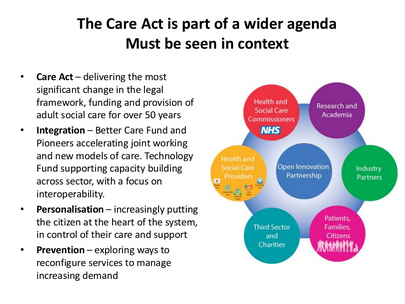 The Care Act is part of a wider agenda
Must be seen in context
• Care Act – delivering the most
significant change in the legal
framework, funding and provision of
adult social care for over 50 years
• Integration – Better Care Fund and
Pioneers accelerating joint working
and new models of care. Technology
Fund supporting capacity building
across sector, with a focus on
interoperability.
• Personalisation – increasingly putting
the citizen at the heart of the system,
in control of their care and support
• Prevention – exploring ways to
reconfigure services to manage
increasing demand
Health and
Social Care
Commissioners
NHS
Research and
Academia
Health and
Social Care
Providers
Open Innovation
Partnership
Industry
Partners
Third Sector
and
Charities
Patients,
Families,
Citizens